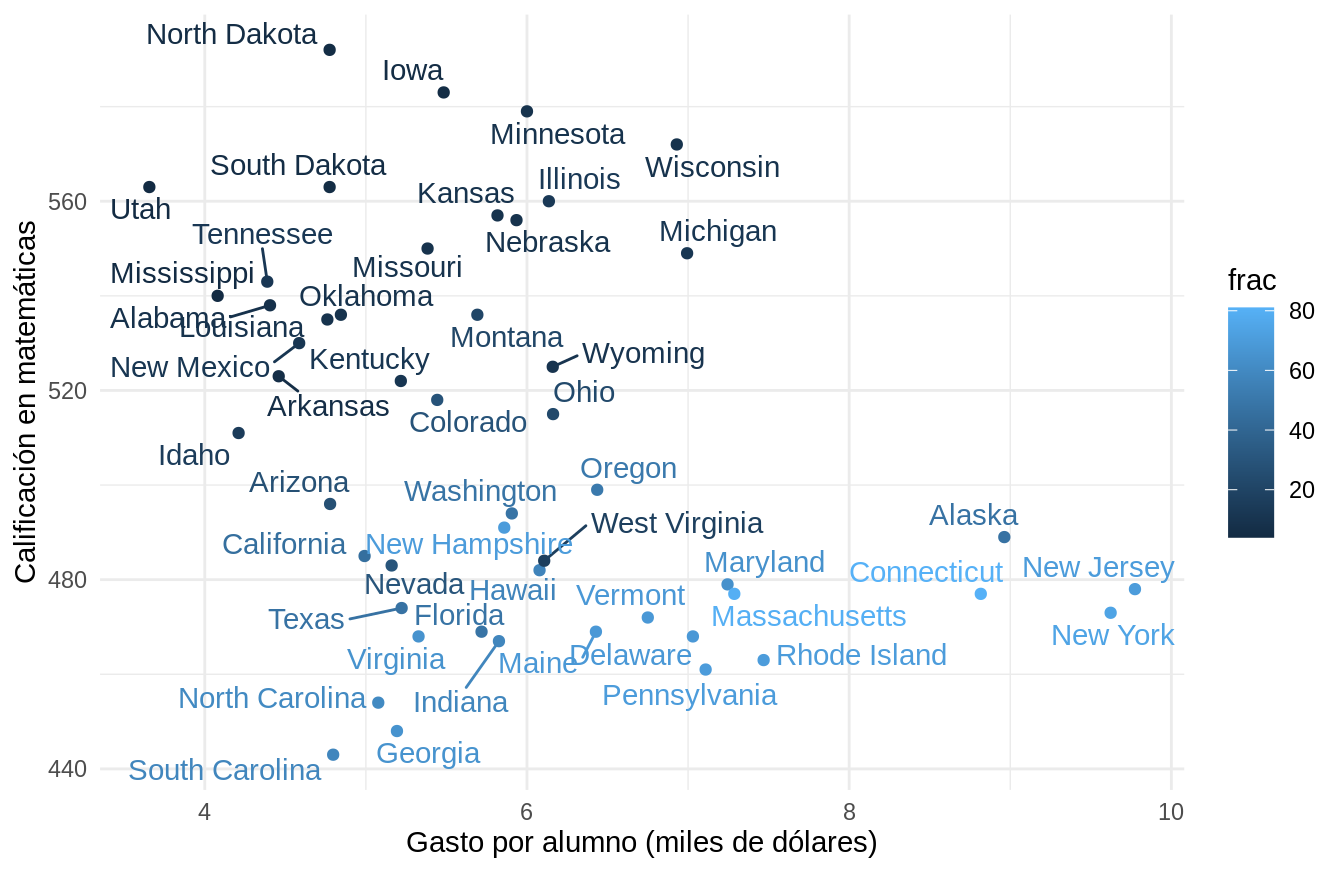 North Dakota
Iowa
Minnesota
Wisconsin
South Dakota
Illinois
Kansas
Utah
Tennessee
Nebraska
Michigan
Missouri
Mississippi
Oklahoma
Alabama
Louisiana
Montana
New Mexico
Kentucky
Wyoming
Ohio
Arkansas
Colorado
Idaho
Arizona
Oregon
Washington
West Virginia
Alaska
California
New Hampshire
Maryland
Connecticut
New Jersey
Nevada
Hawaii
Vermont
Texas
Florida
Massachusetts
New York
Virginia
Maine
Delaware
Rhode Island
North Carolina
Indiana
Pennsylvania
Georgia
South Carolina
560
520
480
440
Calificación en matemáticas
4
6
8
10
Gasto por alumno (miles de dólares)
frac
80
60
40
20